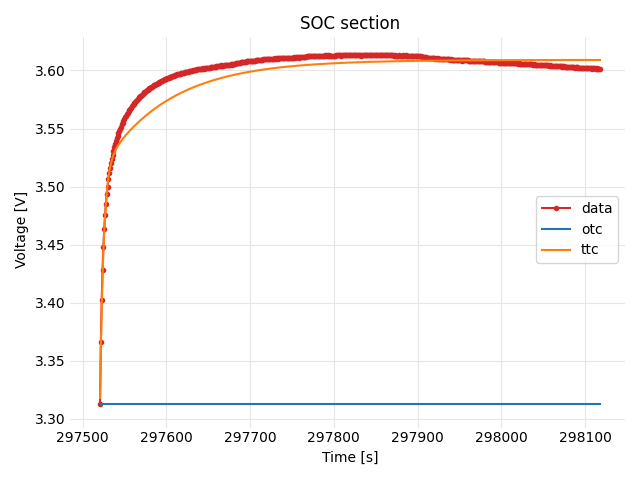 SOC section
Voltage [V]
3.60
3.55
3.50
3.45
3.40
3.35
3.30
data
otc
ttc
297500 297600 297700 297800 297900 298000 298100
Time [s]